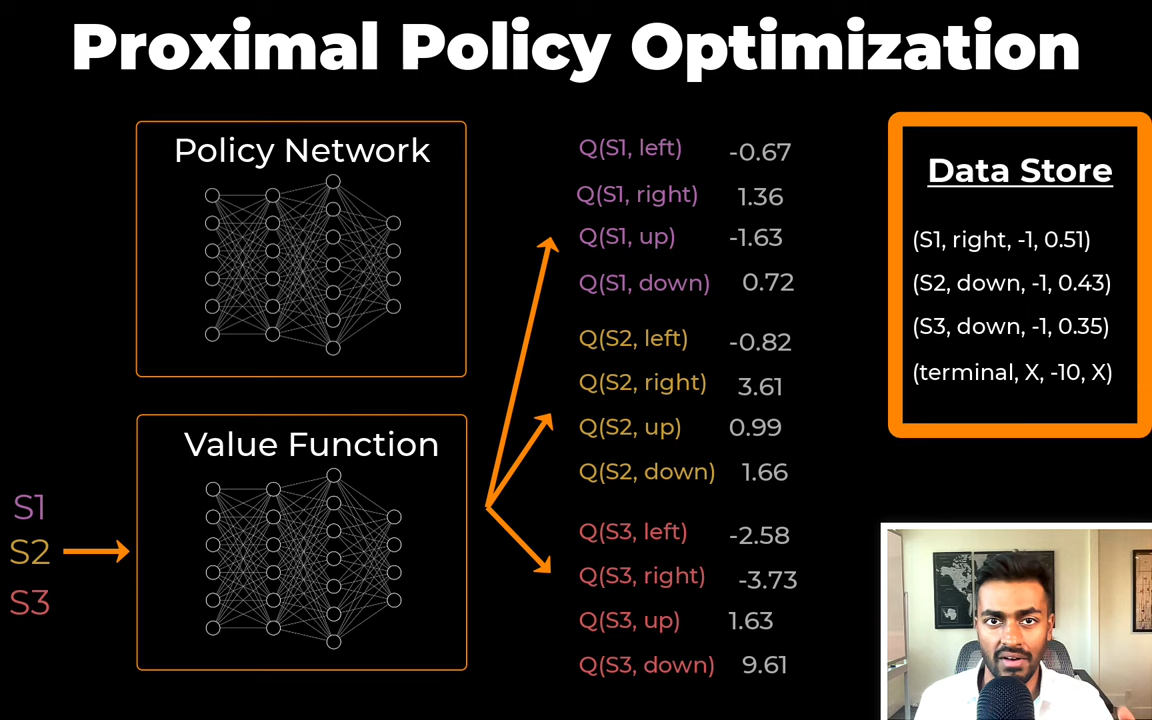 Proximal Policy Optimization
Policy Network
Value Function
S1
S2
S3
Q(S1, left) -0.67
Q(S1, right) 1.36
Q(S1, up) -1.63
Q(S1, down) 0.72
Q(S2, left) -0.82
Q(S2, right) 3.61
Q(S2, up) 0.99
Q(S2, down) 1.66
Q(S3, left) -2.58
Q(S3, right) -3.73
Q(S3, up) 1.63
Q(S3, down) 9.61
Data Store
(S1, right, -1, 0.51)
(S2, down, -1, 0.43)
(S3, down, -1, 0.35)
(terminal, X, -10, X)